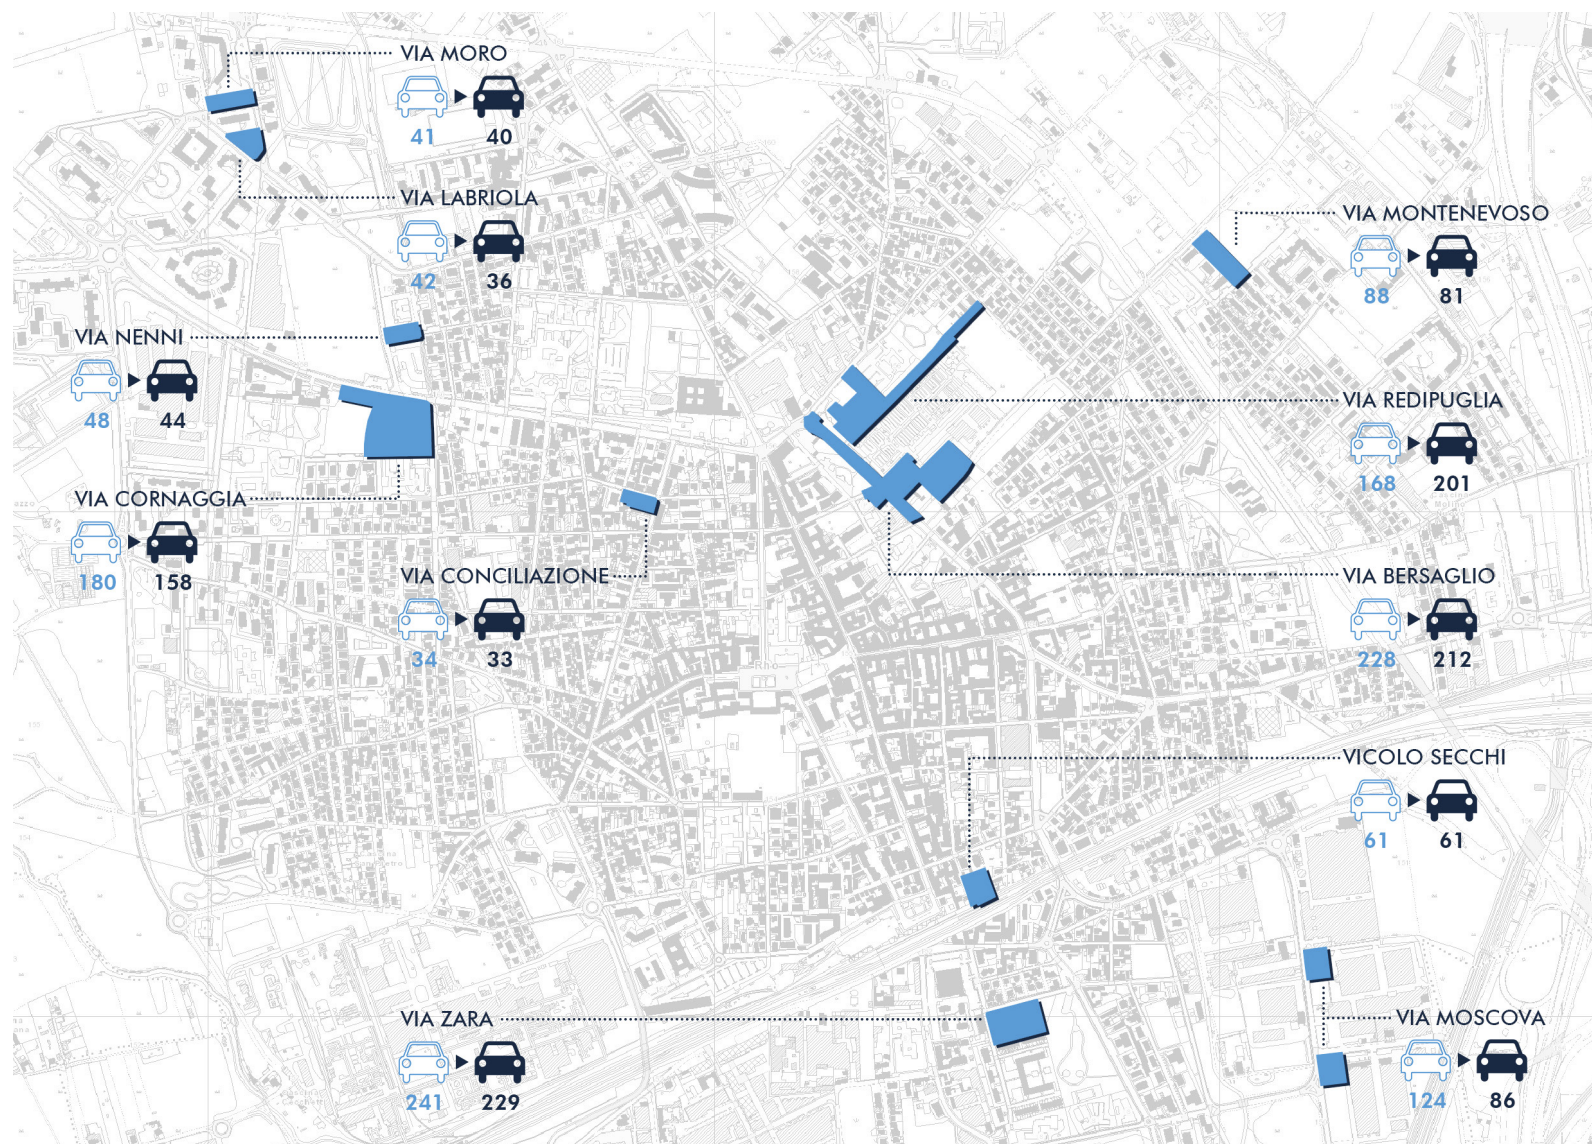 VIA MORO
41 40
VIA LABRIOLA
42 36
VIA MONTENEVOSO
88 81
VIA NENNI
48 44
VIA REDIPUGLIA
168 201
VIA CORNAGGIA
180 158
VIA CONCILIAZIONE
34 33
VIA BERSAGLIO
228 212
Rho
VICOLO SECCHI
61 61
VIA ZARA
241 229
VIA MOSCOVA
124 86